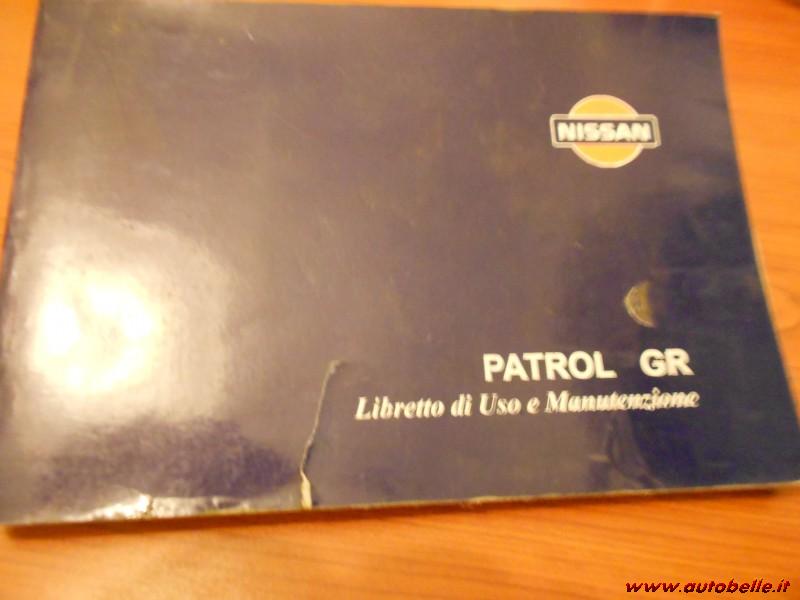 NISSAN
PATROL GR
Libretto di Uso e Manutenzione
www.autobelle.it